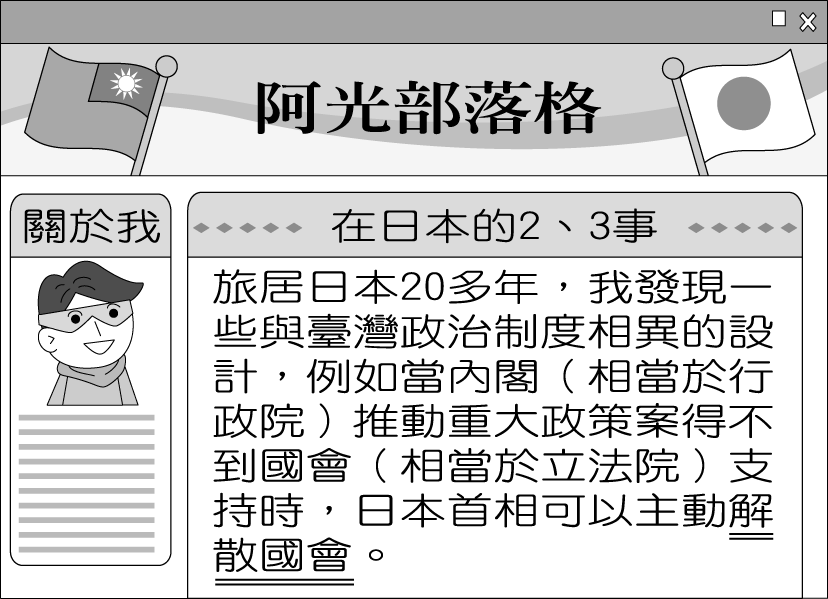 阿光部落格
關於我
在日本的2、3事
旅居日本20多年，我發現一
些與臺灣政治制度相異的設
計，例如當內閣（相當於行
政院）推動重大政策案得不
到國會（相當於立法院）支
持時，日本首相可以主動解
散國會。